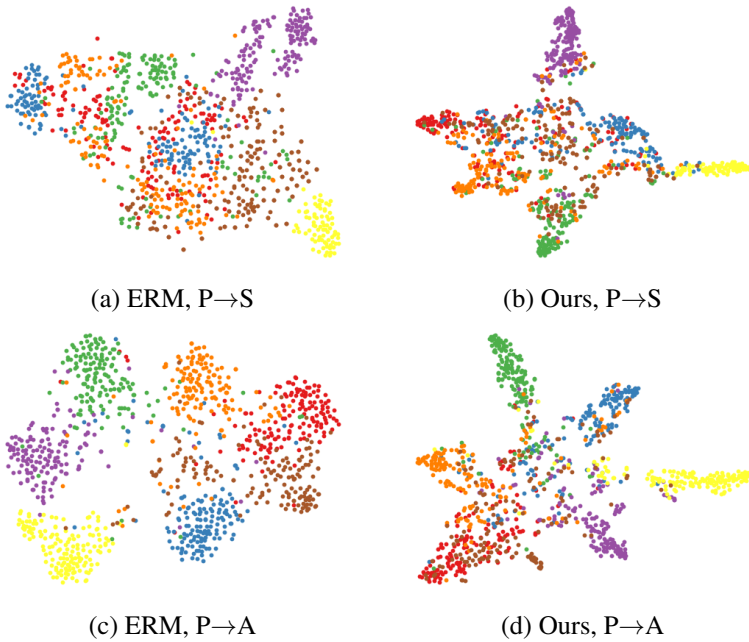 (a) ERM, P→S
(b) Ours, P→S
(c) ERM, P→A
(d) Ours, P→A